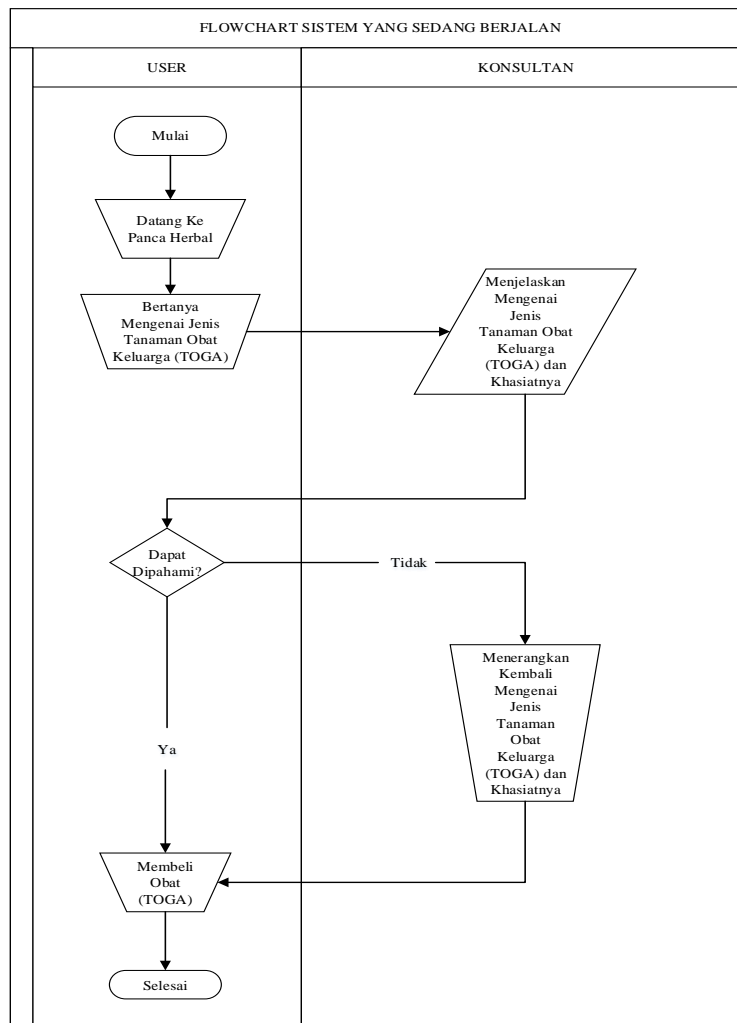 FLOWCHART SISTEM YANG SEDANG BERJALAN
USER
KONSULTAN
Mulai
Datang Ke
Panca Herbal
Bertanya
Mengenai Jenis
Tanaman Obat
Keluarga (TOGA)
Menjelaskan
Mengenai
Jenis
Tanaman Obat
Keluarga
(TOGA) dan
Khasiatnya
Dapat
Dipahami?
Tidak
Menerangkan
Kembali
Mengenai
Jenis
Tanaman
Obat
Keluarga
(TOGA) dan
Khasiatnya
Ya
Membeli
Obat
(TOGA)
Selesai